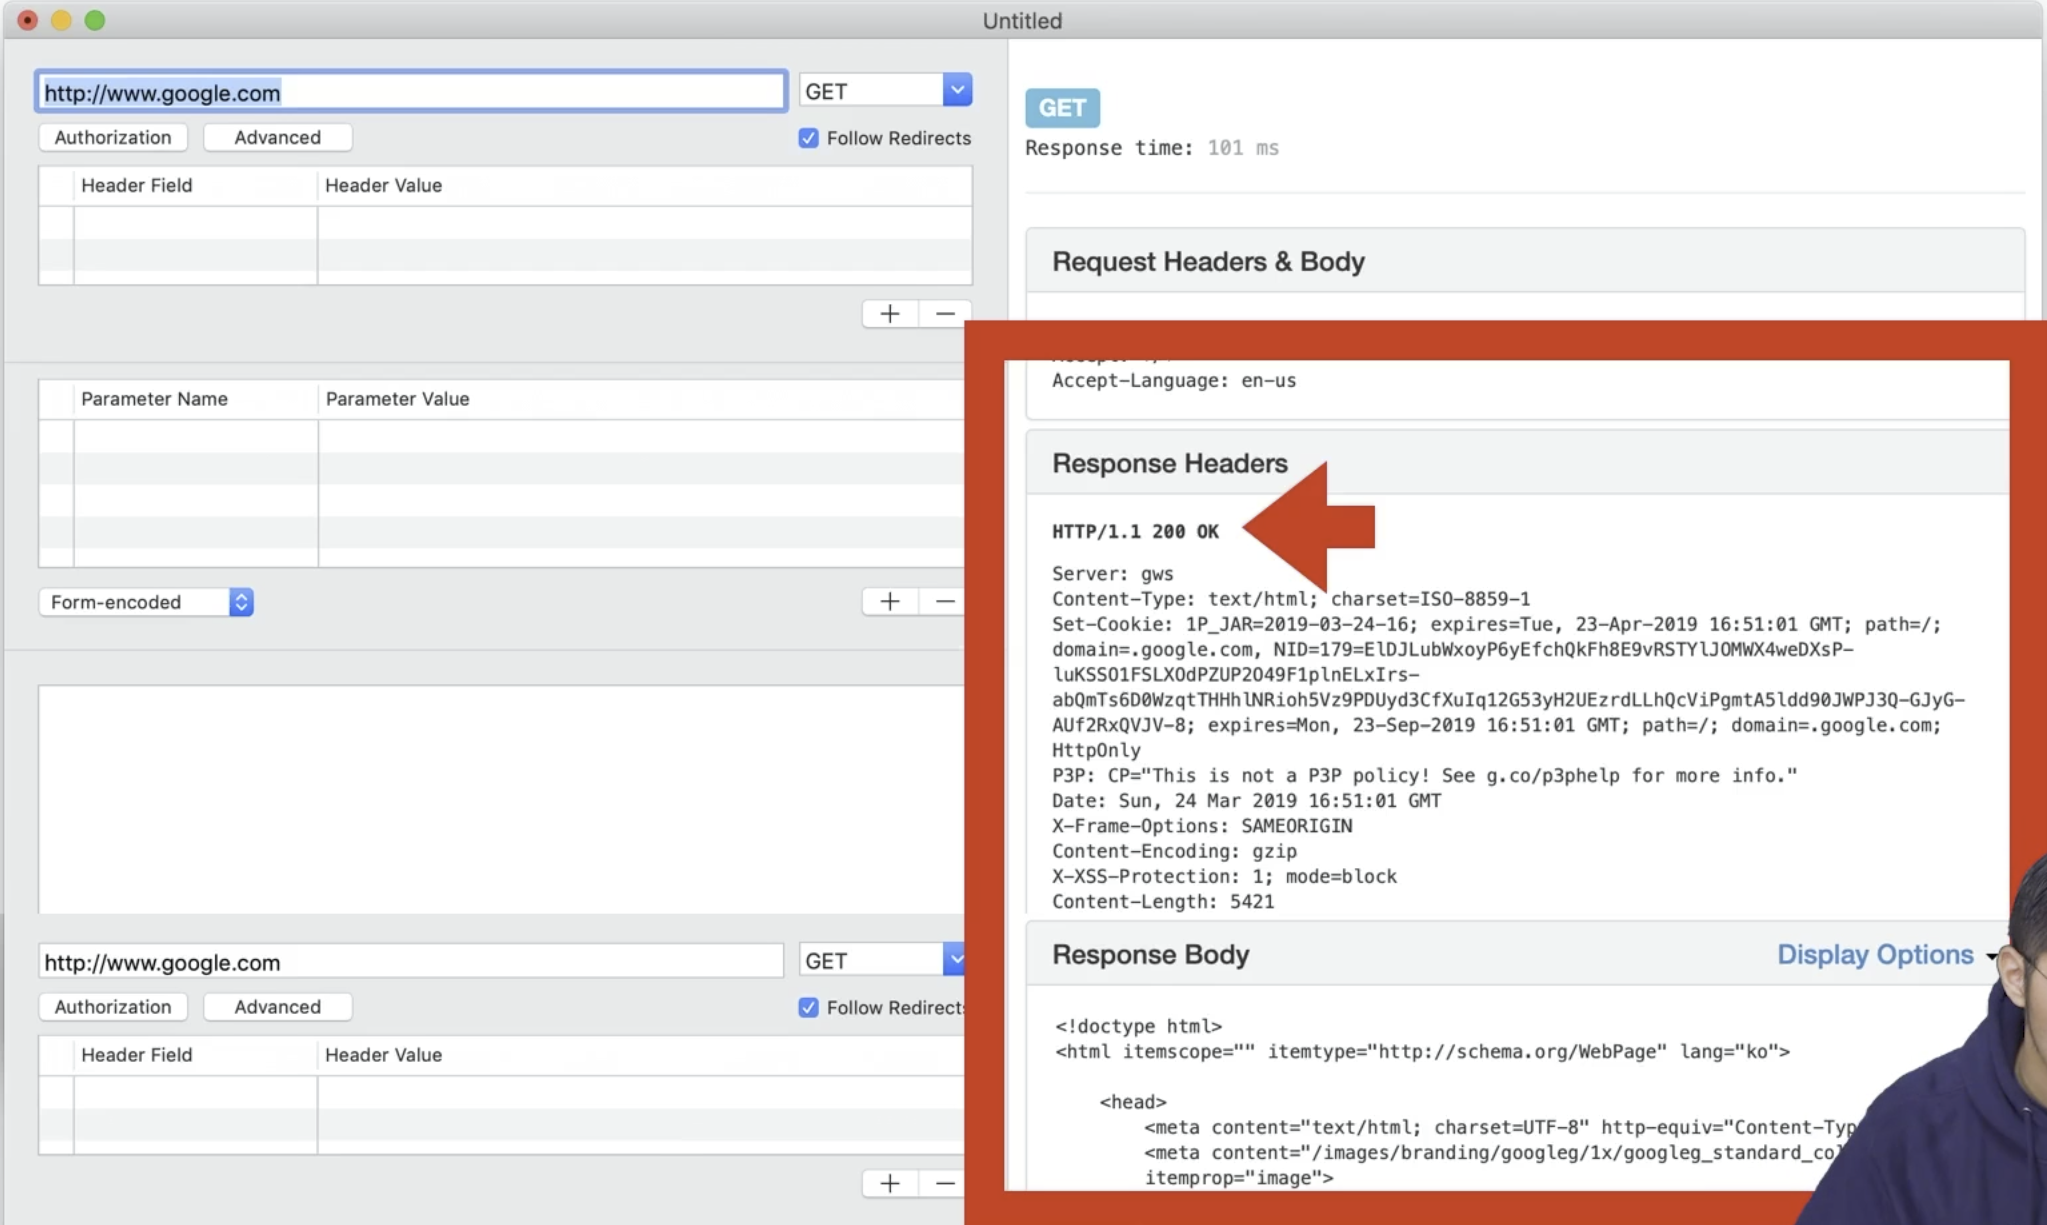 Untitled
http://www.google.com
GET
Authorization
Advanced
Follow Redirects
Header Field
Header Value
Parameter Name
Parameter Value
Form-encoded
http://www.google.com
GET
Authorization
Advanced
Follow Redirects
Header Field
Header Value
GET
Response time: 101 ms
Request Headers & Body
Accept-Language: en-us
Response Headers
HTTP/1.1 200 OK
Server: gws
Content-Type: text/html; charset=ISO-8859-1
Set-Cookie: 1P_JAR=2019-03-24-16; expires=Tue, 23-Apr-2019 16:51:01 GMT; path=/;
domain=.google.com, NID=179=ElDJLubWxoyP6yEfchQkFh8E9vRSTYlJOMWX4weDXsP-
luKSSO1FSLXOdPZUP2O49F1plnELxIrs-
abQmTs6D0WzqtTHHhlNRioh5Vz9PDUyd3CfXuIq12G53yH2UEzrdLLhQcViPgmtA5ldd90JWPJ3Q-GJyG-
AUf2RxQVJV-8; expires=Mon, 23-Sep-2019 16:51:01 GMT; path=/; domain=.google.com;
HttpOnly
P3P: CP="This is not a P3P policy! See g.co/p3phelp for more info."
Date: Sun, 24 Mar 2019 16:51:01 GMT
X-Frame-Options: SAMEORIGIN
Content-Encoding: gzip
X-XSS-Protection: 1; mode=block
Content-Length: 5421
Response Body
Display Options
<!doctype html>
<html itemscope="" itemtype="http://schema.org/WebPage" lang="ko">
<head>
<meta content="text/html; charset=UTF-8" http-equiv="Content-Typ
<meta content="/images/branding/googleg/1x/googleg_standard_co
itemprop="image">